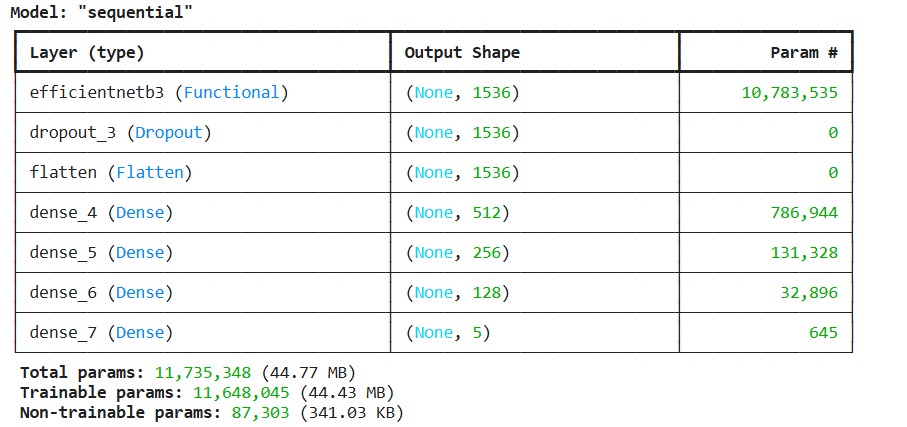 Model: "sequential"
Layer (type) Output Shape Param #
efficientnetb3 (Functional) (None, 1536) 10,783,535
dropout_3 (Dropout) (None, 1536) 0
flatten (Flatten) (None, 1536) 0
dense_4 (Dense) (None, 512) 786,944
dense_5 (Dense) (None, 256) 131,328
dense_6 (Dense) (None, 128) 32,896
dense_7 (Dense) (None, 5) 645
Total params: 11,735,348 (44.77 MB)
Trainable params: 11,648,045 (44.43 MB)
Non-trainable params: 87,303 (341.03 KB)